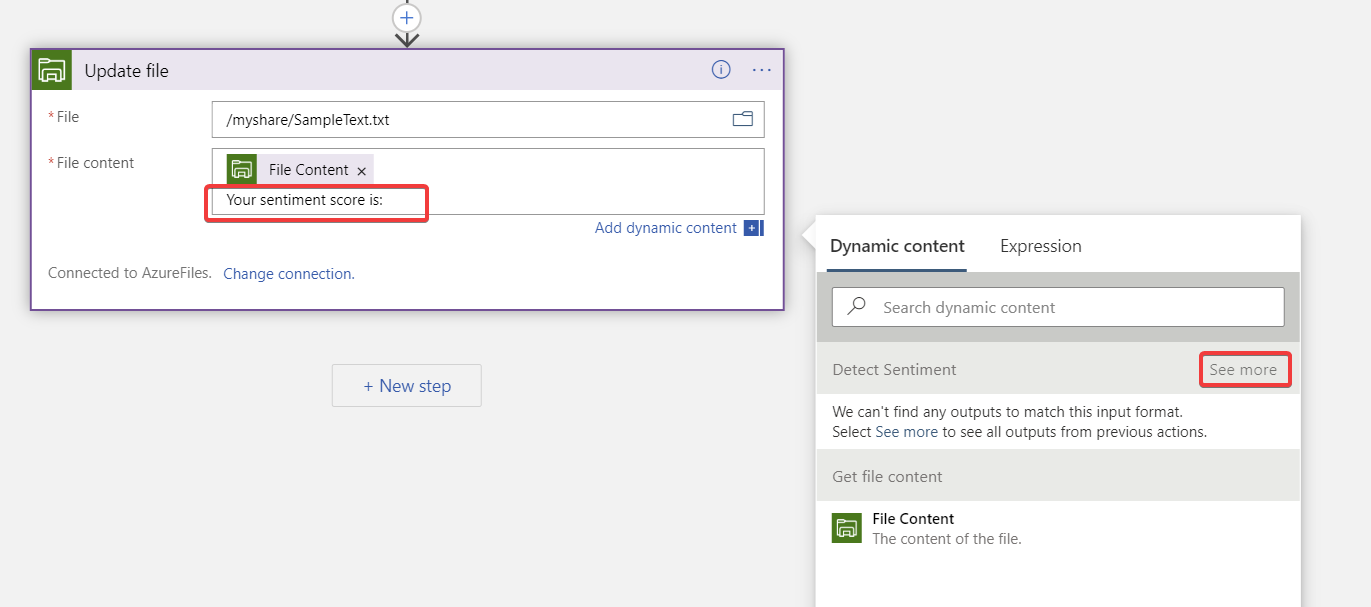 Update file
* File
/myshare/SampleText.txt
* File content
File Content ×
Your sentiment score is:
Add dynamic content
Connected to AzureFiles. Change connection.
+ New step
Dynamic content Expression
Search dynamic content
Detect Sentiment See more
We can't find any outputs to match this input format.
Select See more to see all outputs from previous actions.
Get file content
File Content
The content of the file.